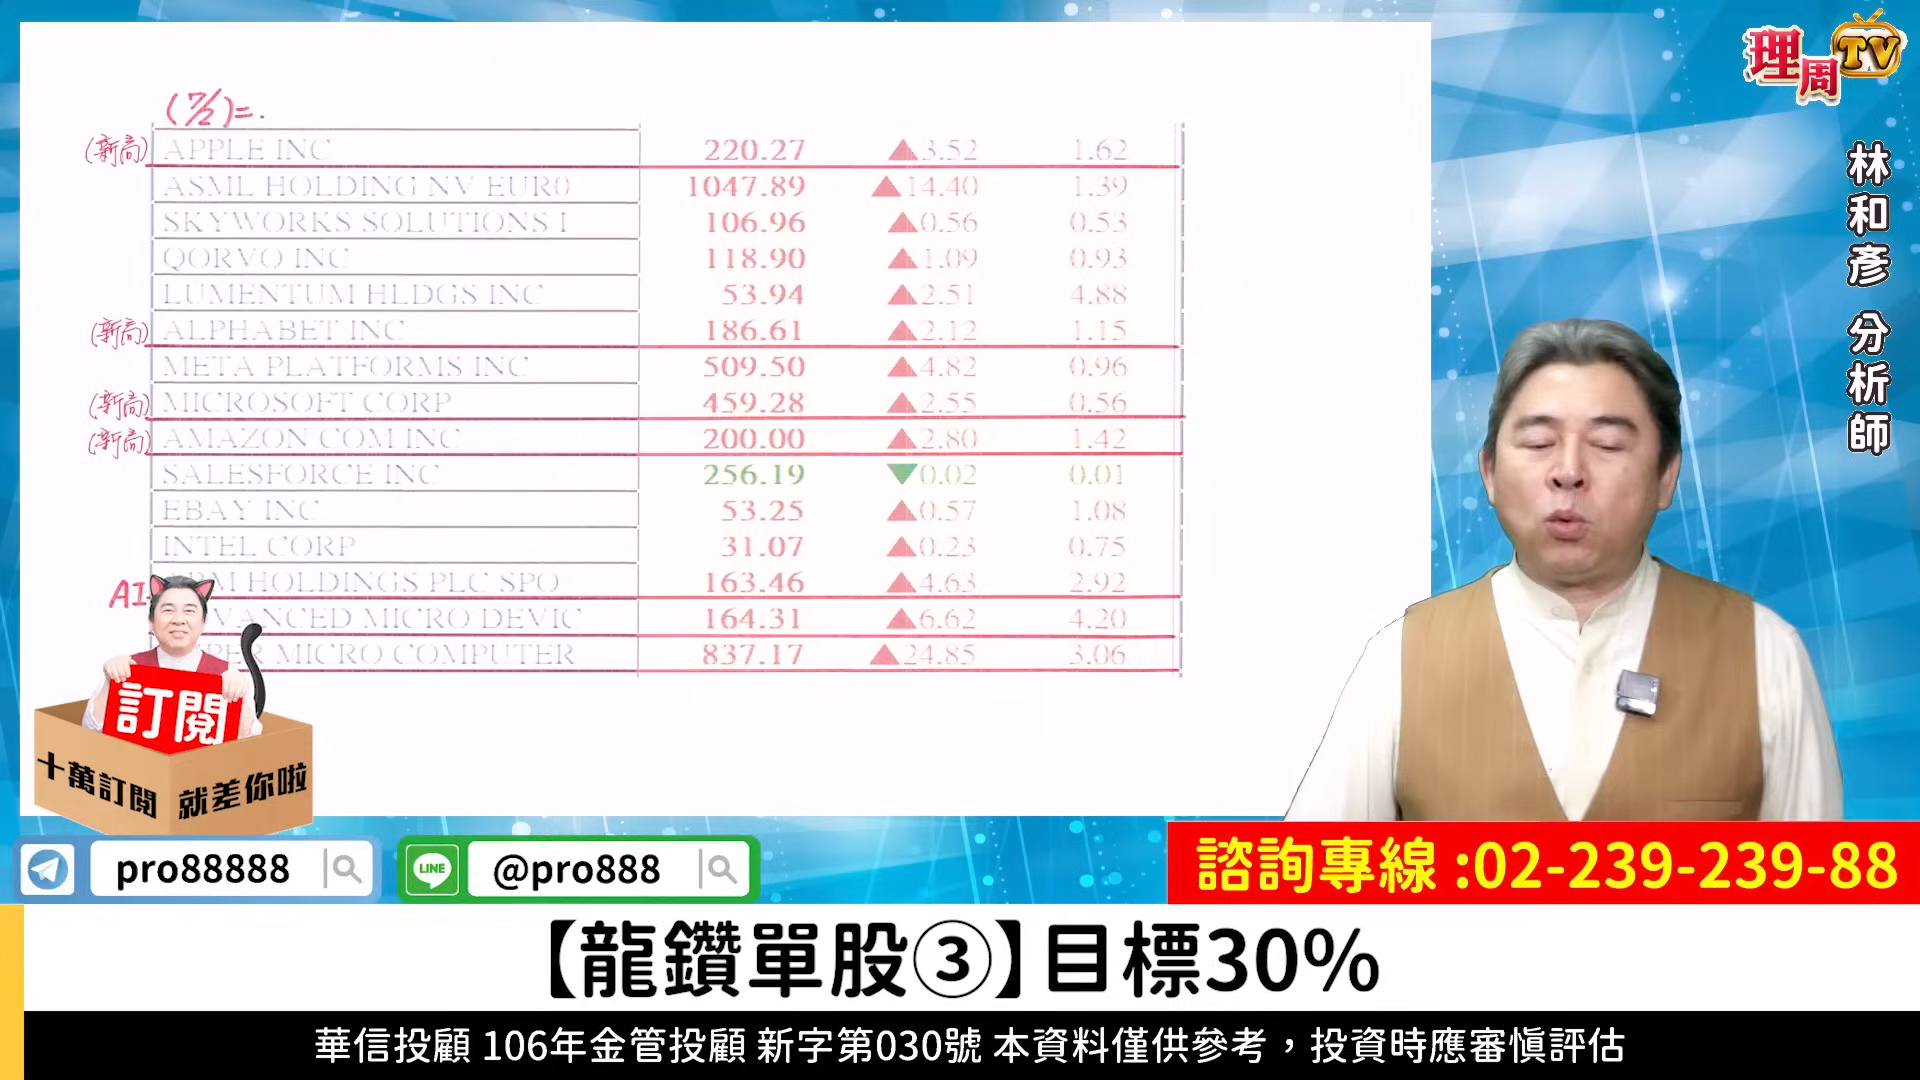 理周TV
林和彥 分析師
(7/2)=.
(新高) APPLE INC 220.27 ▲3.52 1.62
ASML HOLDING NV EUR0 1047.89 ▲14.40 1.39
SKYWORKS SOLUTIONS I 106.96 ▲0.56 0.53
QORVO INC 118.90 ▲1.09 0.93
LUMENTUM HLDGS INC 53.94 ▲2.51 4.88
(新高) ALPHABET INC 186.61 ▲2.12 1.15
META PLATFORMS INC 509.50 ▲4.82 0.96
(新高) MICROSOFT CORP 459.28 ▲2.55 0.56
(新高) AMAZON COM INC 200.00 ▲2.80 1.42
SALESFORCE INC 256.19 ▼0.02 0.01
EBAY INC 53.25 ▲0.57 1.08
INTEL CORP 31.07 ▲0.23 0.75
AI RM HOLDINGS PLC SPO 163.46 ▲4.63 2.92
VANCED MICRO DEVIC 164.31 ▲6.62 4.20
PER MICRO COMPUTER 837.17 ▲24.85 3.06
訂閱
十萬訂閱 就差你啦
pro88888
LINE @pro888
諮詢專線:02-239-239-88
【龍鑽單股③】目標30%
華信投顧 106年金管投顧 新字第030號 本資料僅供參考，投資時應審慎評估